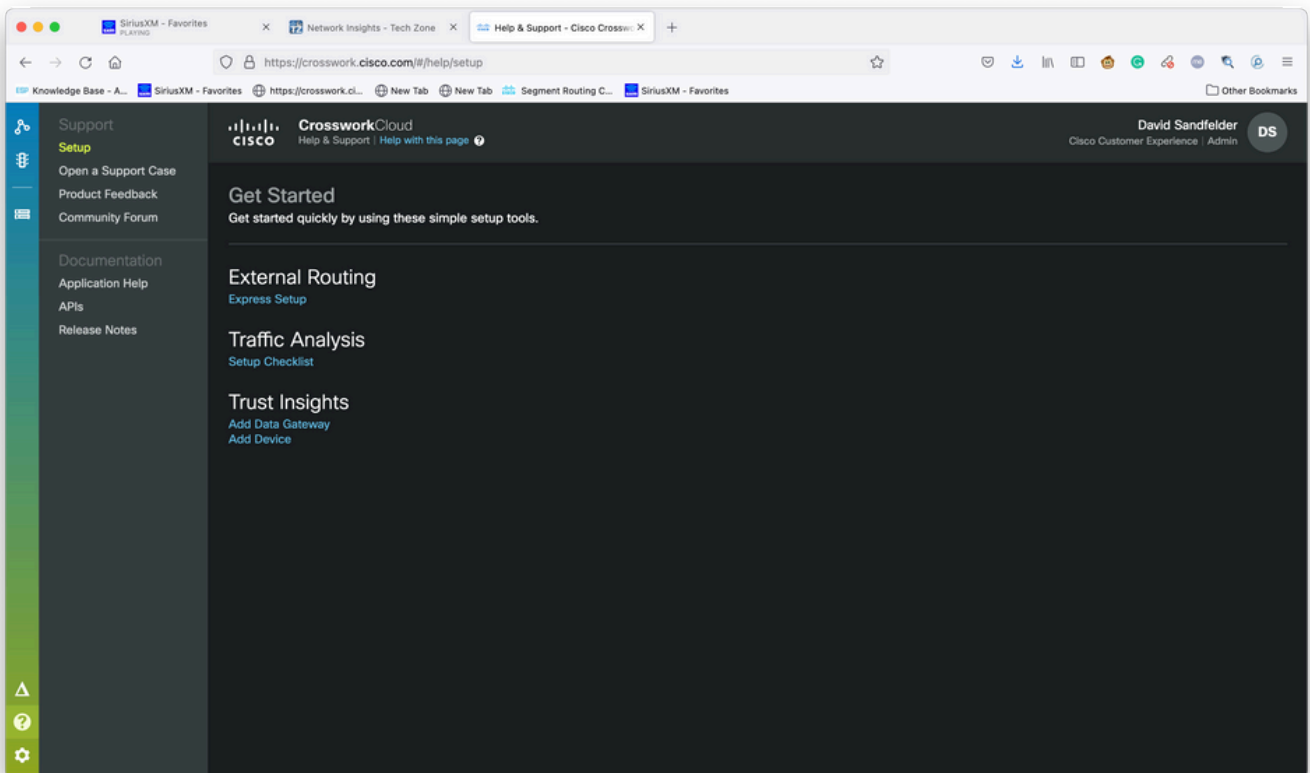 SiriusXM - Favorites
PLAYING
Network Insights - Tech Zone
Help & Support - Cisco Crosswo
https://crosswork.cisco.com/#/help/setup
Knowledge Base - A...
SiriusXM - Favorites
https://crosswork.ci...
New Tab
New Tab
Segment Routing C...
SiriusXM - Favorites
Other Bookmarks
Support
Setup
Open a Support Case
Product Feedback
Community Forum
Documentation
Application Help
APIs
Release Notes
CISCO
CrossworkCloud
Help & Support | Help with this page
David Sandfelder
Cisco Customer Experience | Admin
DS
Get Started
Get started quickly by using these simple setup tools.
External Routing
Express Setup
Traffic Analysis
Setup Checklist
Trust Insights
Add Data Gateway
Add Device